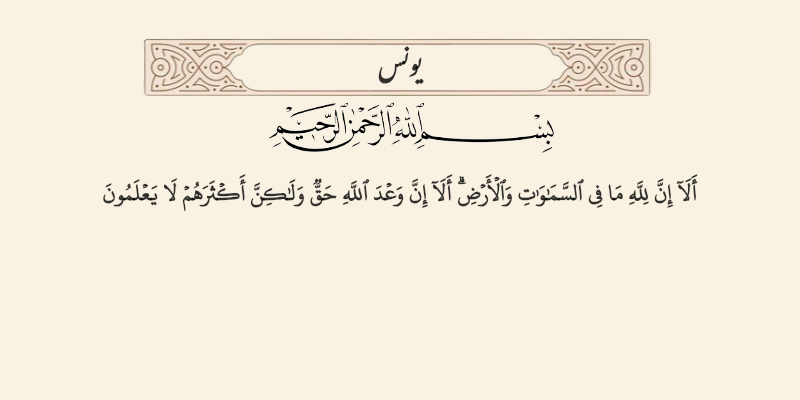 يونس
بِسْمِ ٱللَّهِ ٱلرَّحْمَٰنِ ٱلرَّحِيمِ
أَلَآ إِنَّ لِلَّهِ مَا فِى ٱلسَّمَـٰوَٰتِ وَٱلْأَرْضِ ۗ أَلَآ إِنَّ وَعْدَ ٱللَّهِ حَقٌّ وَلَـٰكِنَّ أَكْثَرَهُمْ لَا يَعْلَمُونَ